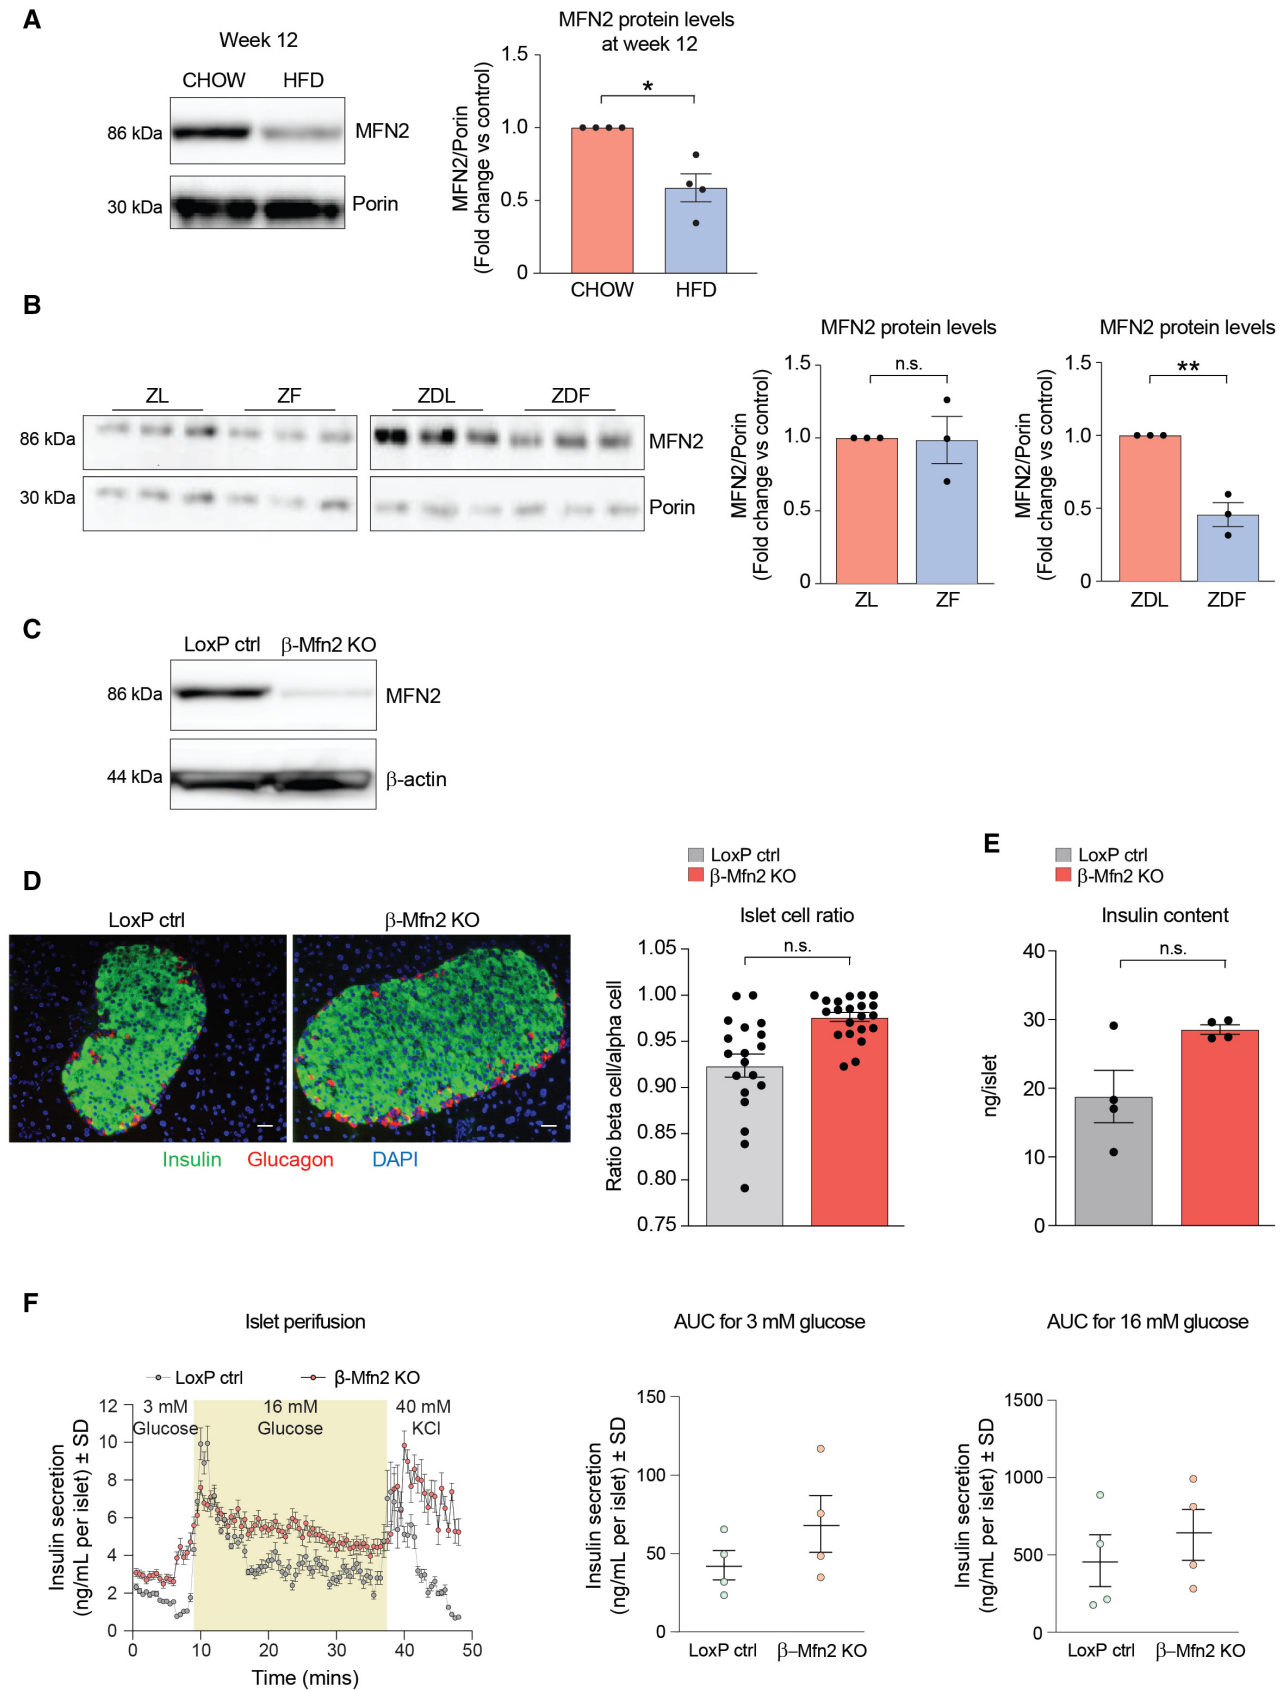 A
Week 12
CHOW HFD
86 kDa MFN2
30 kDa Porin
MFN2 protein levels
at week 12
MFN2/Porin
(Fold change vs control)
1.5
*
1.0
0.5
0
CHOW HFD
B
ZL ZF ZDL ZDF
86 kDa MFN2
30 kDa Porin
MFN2 protein levels
MFN2/Porin
(Fold change vs control)
1.5
n.s.
1.0
0.5
0
ZL ZF
MFN2 protein levels
MFN2/Porin
(Fold change vs control)
1.5
**
1.0
0.5
0
ZDL ZDF
C
LoxP ctrl β-Mfn2 KO
86 kDa MFN2
44 kDa β-actin
D
LoxP ctrl β-Mfn2 KO
Insulin Glucagon DAPI
LoxP ctrl
β-Mfn2 KO
Islet cell ratio
Ratio beta cell/alpha cell
n.s.
1.05
1.00
0.95
0.90
0.85
0.80
0.75
E
LoxP ctrl
β-Mfn2 KO
Insulin content
ng/islet
n.s.
40
30
20
10
0
F
Islet perifusion
LoxP ctrl β-Mfn2 KO
3 mM 16 mM 40 mM
Glucose Glucose KCl
Insulin secretion
(ng/mL per islet) ± SD
12
10
8
6
4
2
0
0 10 20 30 40 50
Time (mins)
AUC for 3 mM glucose
Insulin secretion
(ng/mL per islet) ± SD
150
100
50
0
LoxP ctrl β–Mfn2 KO
AUC for 16 mM glucose
Insulin secretion
(ng/mL per islet) ± SD
1500
1000
500
0
LoxP ctrl β–Mfn2 KO